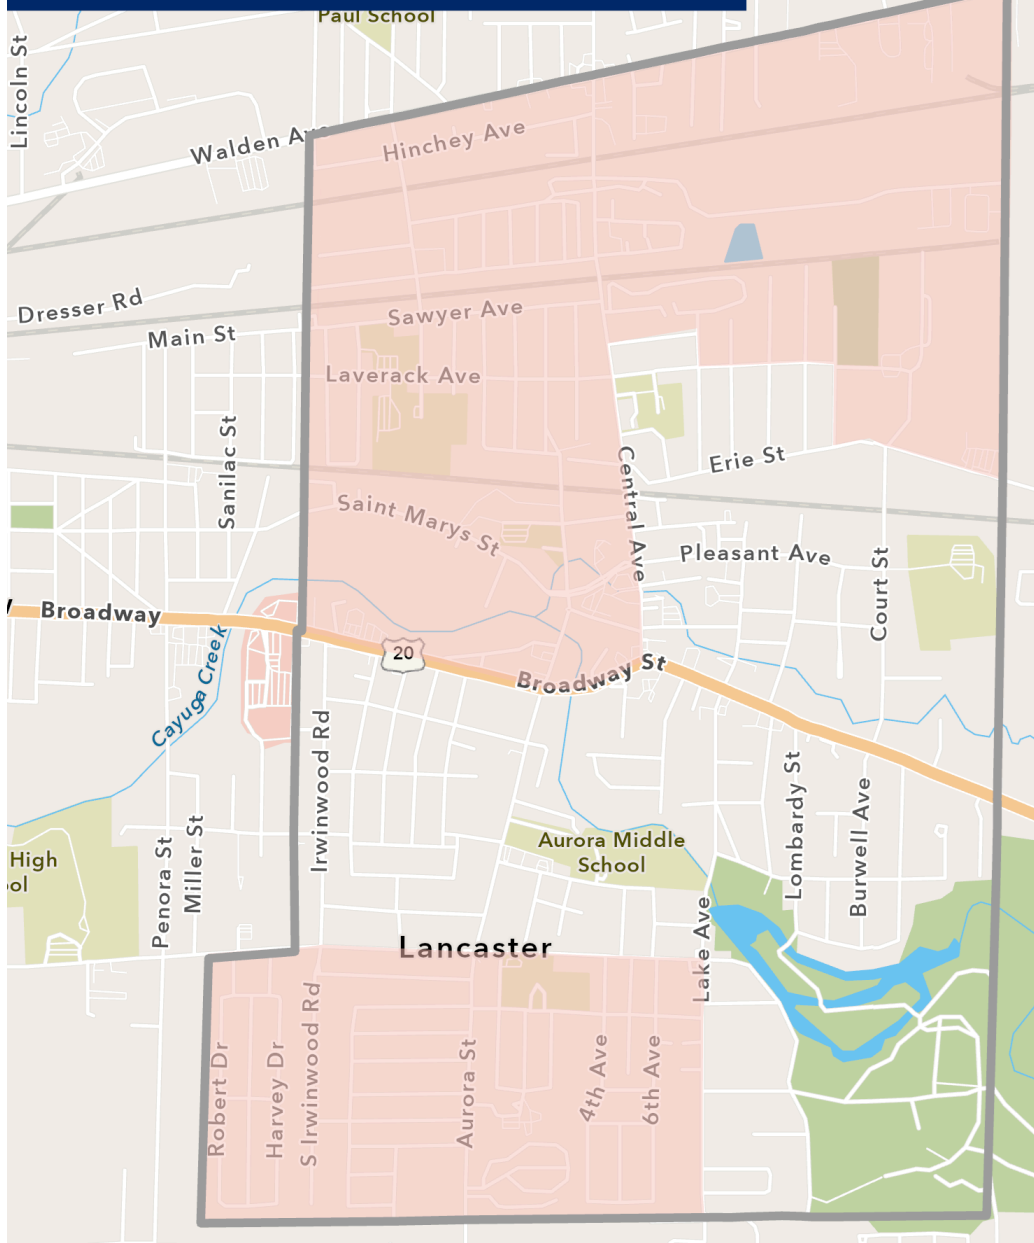 Paul School
Lincoln St
Walden Ave
Hinchey Ave
Dresser Rd
Main St
Sawyer Ave
Laverack Ave
Sanilac St
Central Ave
Erie St
Saint Marys St
Pleasant Ave
Court St
Broadway
Cayuga Creek
20
Broadway St
Irwinwood Rd
Lombardy St
Burwell Ave
Penora St
Miller St
High
ol
Aurora Middle
School
Lake Ave
Lancaster
Robert Dr
Harvey Dr
S Irwinwood Rd
Aurora St
4th Ave
6th Ave